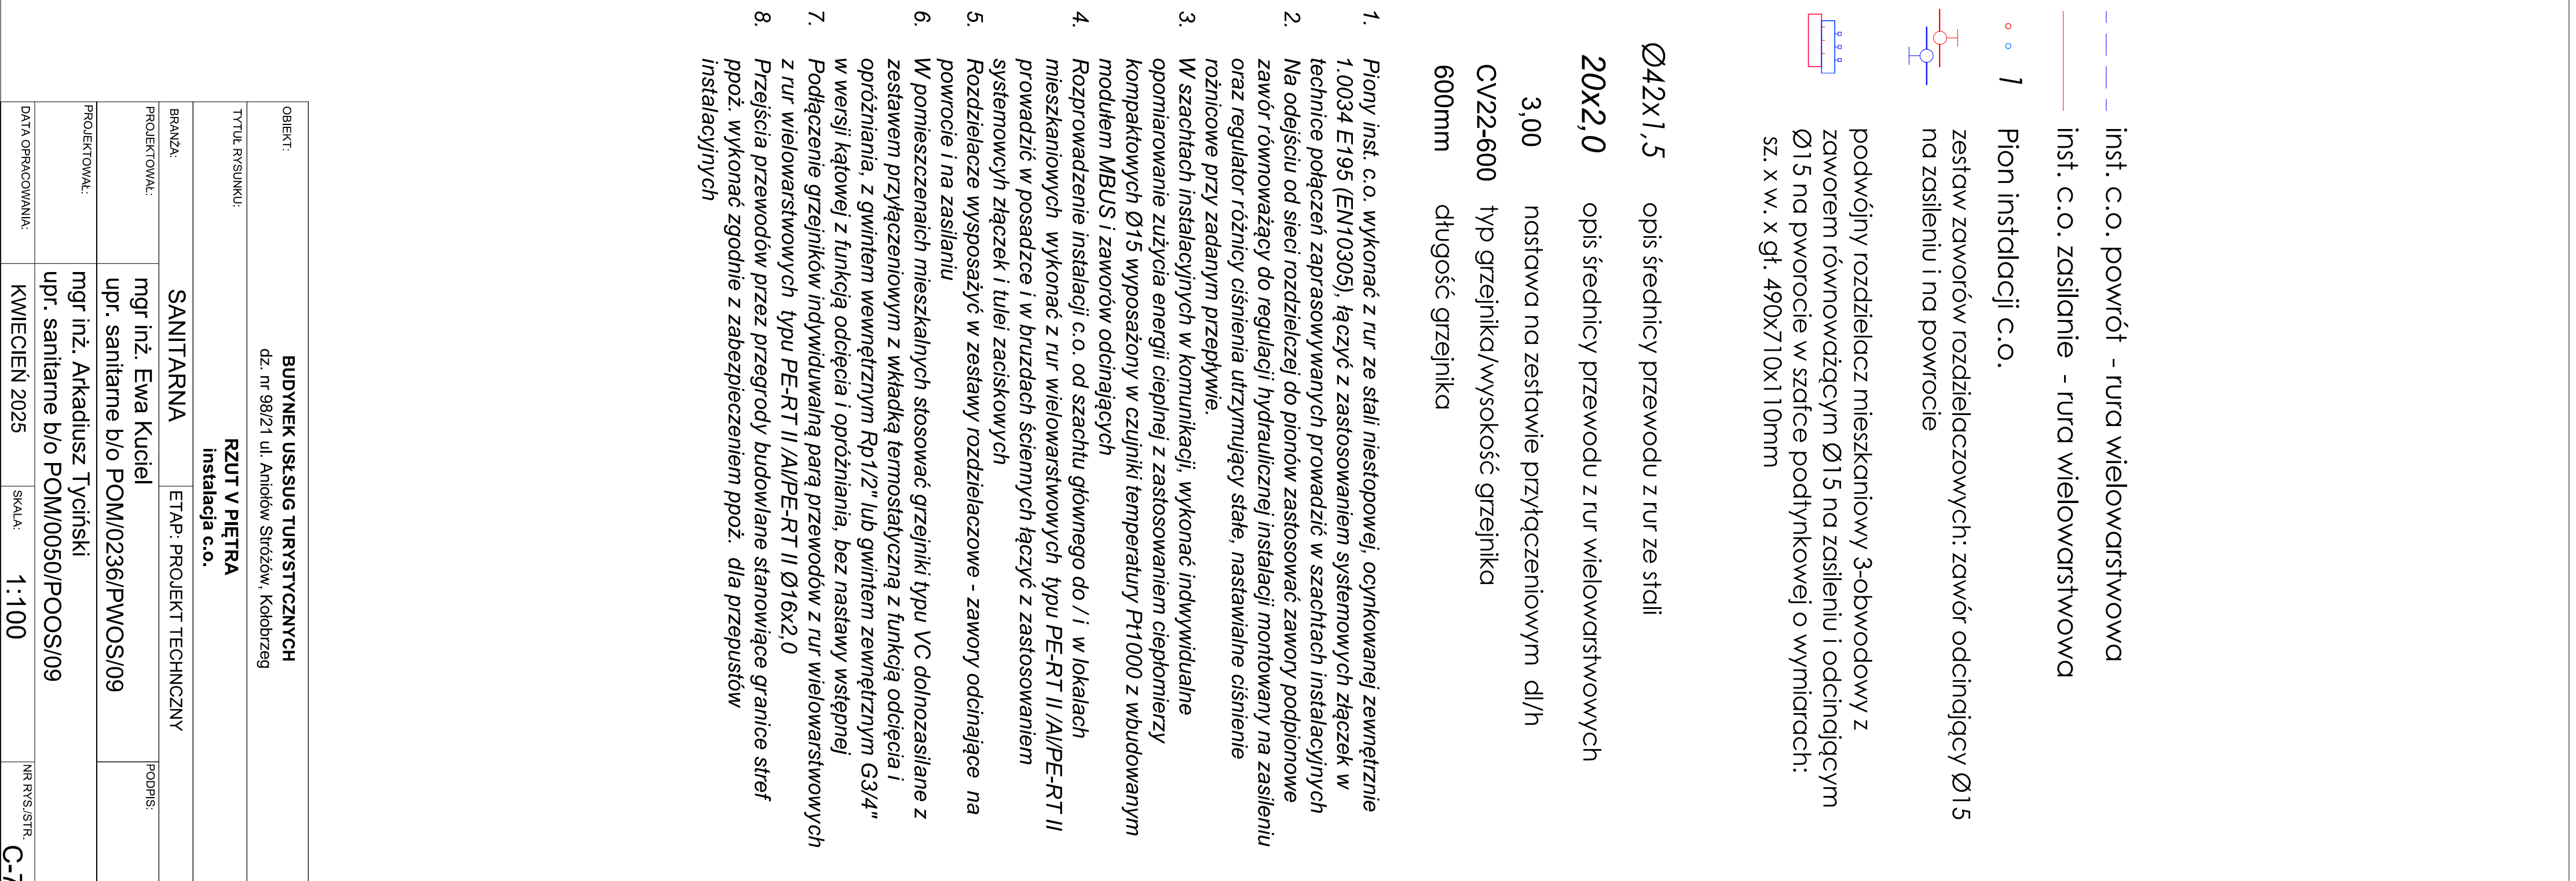 inst. c.o. powrót - rura wielowarstwowa
inst. c.o. zasilanie - rura wielowarstwowa
1 Pion instalacji c.o.
zestaw zaworów rozdzielaczowych: zawór odcinający Ø15
na zasileniu i na powrocie
podwójny rozdzielacz mieszkaniowy 3-obwodowy z
zaworem równoważącym Ø15 na zasileniu i odcinającym
Ø15 na pworocie w szafce podtynkowej o wymiarach:
sz. x w. x gł. 490x710x110mm
Ø42x1,5 opis średnicy przewodu z rur ze stali
20x2,0 opis średnicy przewodu z rur wielowarstwowych
3,00 nastawa na zestawie przyłączeniowym dl/h
CV22-600 typ grzejnika/wysokość grzejnika
600mm długość grzejnika
1. Piony inst. c.o. wykonać z rur ze stali niestopowej, ocynkowanej zewnętrznie
1.0034 E195 (EN10305), łączyć z zastosowaniem systemowych złączek w
technice połączeń zaprasowywanych prowadzić w szachtach instalacyjnych
2. Na odejściu od sieci rozdzielczej do pionów zastosować zawory podpionowe
zawór równoważący do regulacji hydraulicznej instalacji montowany na zasileniu
oraz regulator różnicy ciśnienia utrzymujący stałe, nastawialne ciśnienie
rożnicowe przy zadanym przepływie.
3. W szachtach instalacyjnych w komunikacji, wykonać indwywidualne
opomiarowanie zużycia energii cieplnej z zastosowaniem ciepłomierzy
kompaktowych Ø15 wyposażony w czujniki temperatury Pt1000 z wbudowanym
modułem MBUS i zaworów odcinających
4. Rozprowadzenie instalacji c.o. od szachtu głównego do / i w lokalach
mieszkaniowych wykonać z rur wielowarstwowych typu PE-RT II /Al/PE-RT II
prowadzić w posadzce i w bruzdach ściennych łączyć z zastosowaniem
systemowcyh złączek i tulei zaciskowych
5. Rozdzielacze wysposażyć w zestawy rozdzielaczowe - zawory odcinające na
powrocie i na zasilaniu
6. W pomieszczenaich mieszkalnych stosować grzejniki typu VC dolnozasilane z
zestawem przyłączeniowym z wkładką termostatyczną z funkcją odcięcia i
opróżniania, z gwintem wewnętrznym Rp1/2" lub gwintem zewnętrznym G3/4"
w wersji kątowej z funkcją odcięcia i opróżniania, bez nastawy wstępnej
7. Podłączenie grzejników indywiduwalną parą przewodów z rur wielowarstwowych
z rur wielowarstwowych typu PE-RT II /Al/PE-RT II Ø16x2,0
8. Przejścia przewodów przez przegrody budowlane stanowiące granice stref
ppoż. wykonać zgodnie z zabezpieczeniem ppoż. dla przepustów
instalacyjnych
OBIEKT:
BUDYNEK USŁSUG TURYSTYCZNYCH
dz. nr 98/21 ul. Aniołów Stróżów, Kołobrzeg
TYTUŁ RYSUNKU:
RZUT V PIĘTRA
instalacja c.o.
BRANŻA: SANITARNA ETAP: PROJEKT TECHNCZNY
PROJEKTOWAŁ: mgr inż. Ewa Kuciel PODPIS:
upr. sanitarne b/o POM/0236/PWOS/09
PROJEKTOWAŁ: mgr inż. Arkadiusz Tyciński
upr. sanitarne b/o POM/0050/POOS/09
DATA OPRACOWANIA: KWIECIEŃ 2025 SKALA: 1:100 NR RYS./STR. C-7